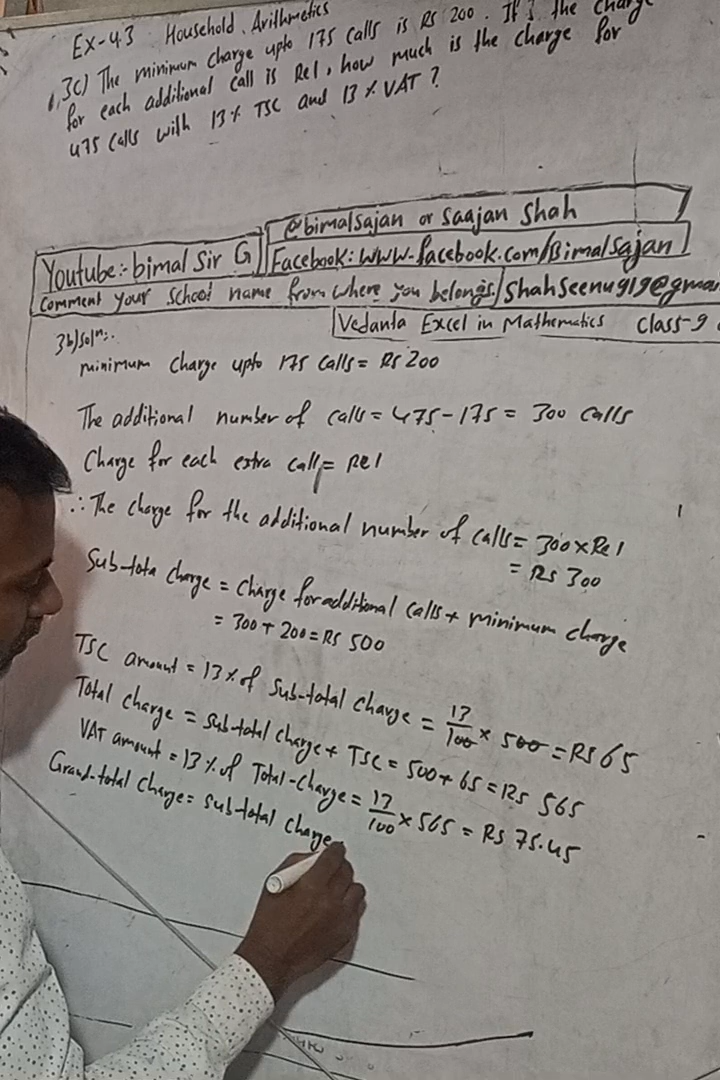 Ex-4.3 Household Arithmetics
3c) The minimum charge upto 175 calls is RS 200. If the charge
for each additional call is Re1, how much is the charge for
475 calls with 13% TSC and 13% VAT?
@bimalsajan or Saajan Shah
Youtube:- bimal Sir G
Facebook: www.facebook.com/Bimalsajan
Comment your school name from where you belongs/shahseenu919@gmai
Vedanta Excel in Mathematics Class-9
3b)Solⁿ:-
minimum charge upto 175 calls = RS 200
The additional number of calls = 475-175 = 300 calls
Charge for each extra call = Re1
∴ The charge for the additional number of calls = 300×Re1
= RS 300
Sub-tota charge = Charge for additional calls + minimum charge
= 300+200=RS 500
TSC amount = 13% of Sub-total charge = 13/100 × 500 = RS 65
Total charge = Sub-total charge + TSC = 500+65 = RS 565
VAT amount = 13% of Total-Charge = 13/100 × 565 = RS 75.45
Grand-total charge = Sub-total charge